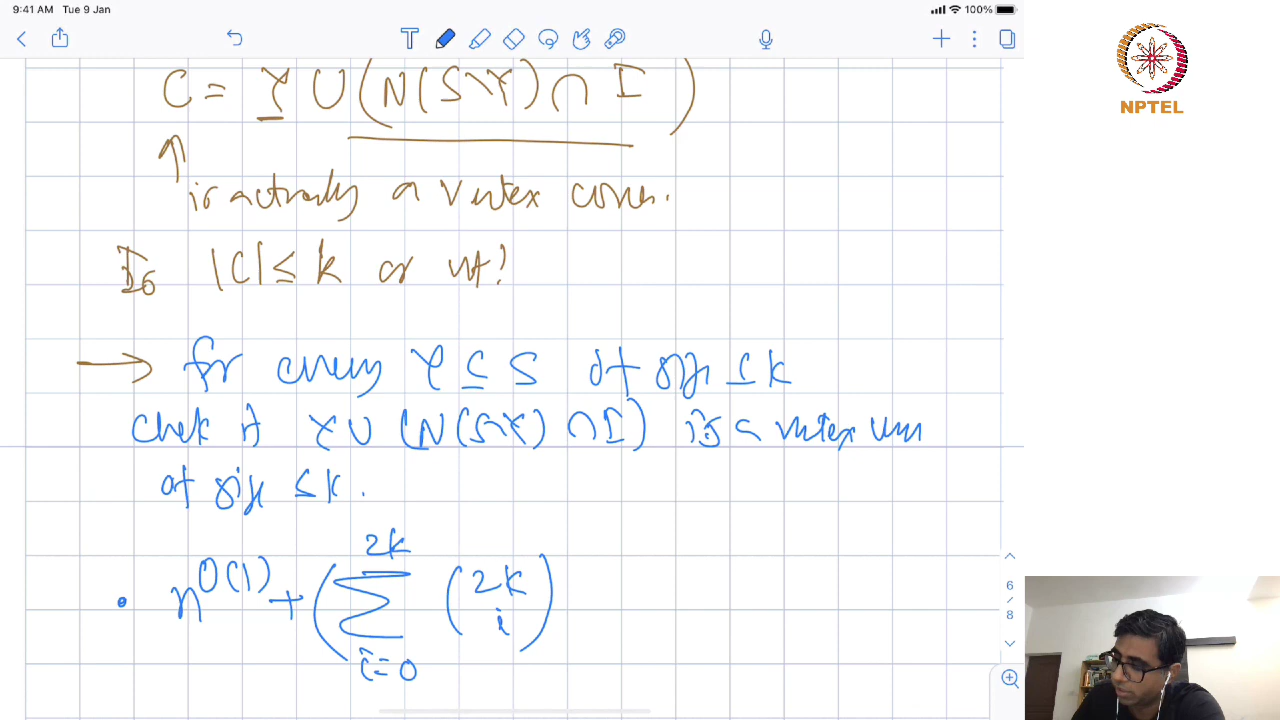 9:41 AM Tue 9 Jan
100%
NPTEL
C = Y ∪ (N(S∖Y) ∩ I)
is actually a vertex cover.
Is |C| ≤ k or not?
→ for every Y ⊆ S of size ≤ k
check if Y ∪ (N(S∖Y) ∩ I) is a vertex cover
of size ≤ k.
• n^O(1) + (∑_{i=0}^{2k} (2k i)
6 / 8